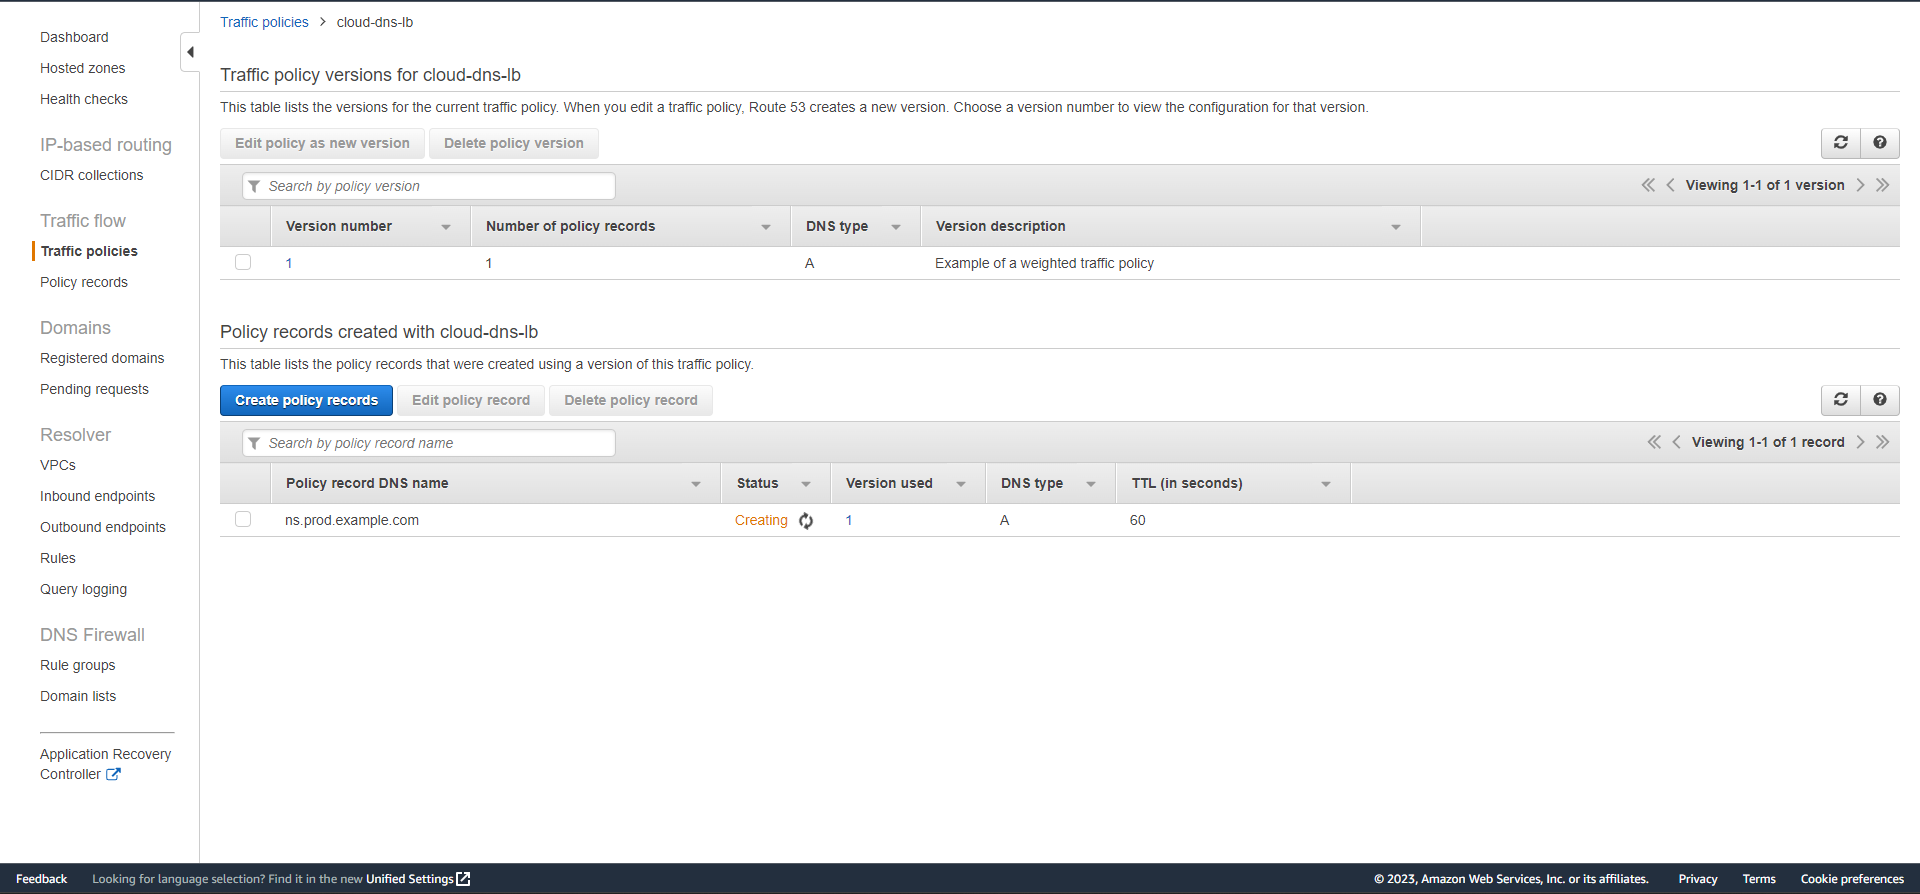 Dashboard
Hosted zones
Health checks
IP-based routing
CIDR collections
Traffic flow
Traffic policies
Policy records
Domains
Registered domains
Pending requests
Resolver
VPCs
Inbound endpoints
Outbound endpoints
Rules
Query logging
DNS Firewall
Rule groups
Domain lists
Application Recovery
Controller
Traffic policies > cloud-dns-lb
Traffic policy versions for cloud-dns-lb
This table lists the versions for the current traffic policy. When you edit a traffic policy, Route 53 creates a new version. Choose a version number to view the configuration for that version.
Edit policy as new version Delete policy version
Search by policy version Viewing 1-1 of 1 version
Version number Number of policy records DNS type Version description
1 1 A Example of a weighted traffic policy
Policy records created with cloud-dns-lb
This table lists the policy records that were created using a version of this traffic policy.
Create policy records Edit policy record Delete policy record
Search by policy record name Viewing 1-1 of 1 record
Policy record DNS name Status Version used DNS type TTL (in seconds)
ns.prod.example.com Creating 1 A 60
Feedback Looking for language selection? Find it in the new Unified Settings © 2023, Amazon Web Services, Inc. or its affiliates. Privacy Terms Cookie preferences